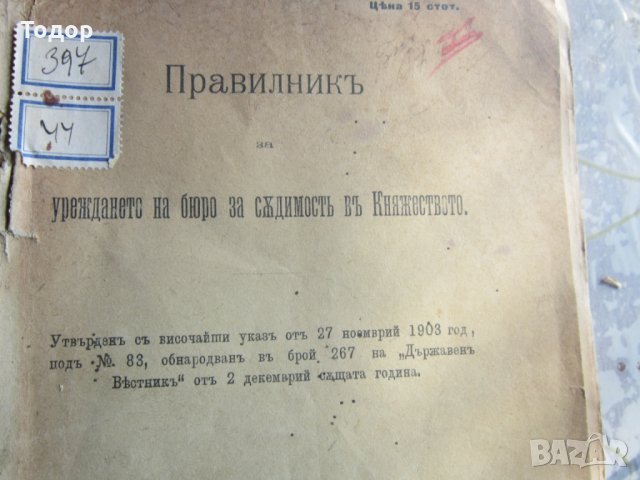 Тодор
Цѣна 15 стот.
397
44
Правилникъ
за
урежданетс на бюро за сѫдимость въ Княжеството.
Утвърденъ съ височайши указъ отъ 27 ноемврий 1903 год,
подъ №. 83, обнародванъ въ брой 267 на „Държавенъ
Вѣстникъ“ отъ 2 декемврий сѫщата година.
BAZAR
bg